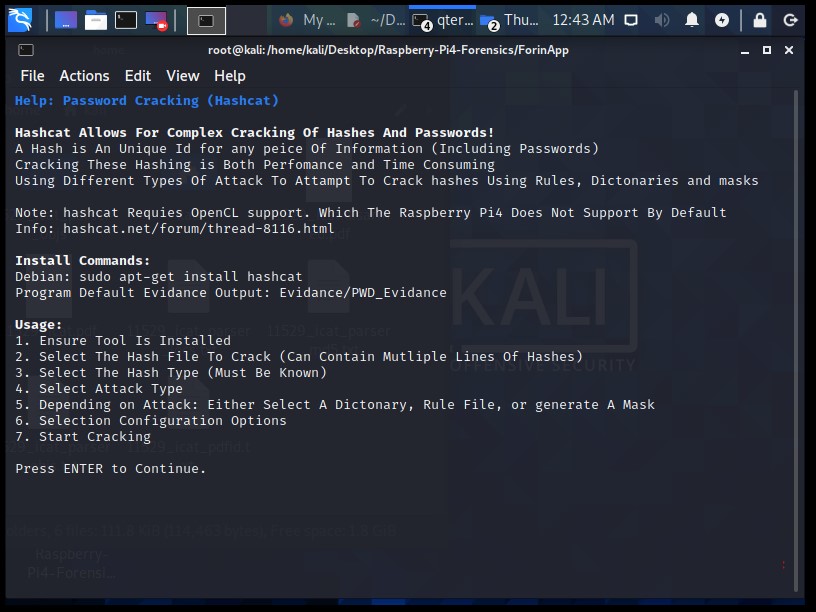 My ...
~/D...
4
qter...
2
Thu...
12:43 AM
root@kali:/home/kali/Desktop/Raspberry-Pi4-Forensics/ForinApp
File Actions Edit View Help
Help: Password Cracking (Hashcat)
Hashcat Allows For Complex Cracking Of Hashes And Passwords!
A Hash is An Unique Id for any peice Of Information (Including Passwords)
Cracking These Hashing is Both Perfomance and Time Consuming
Using Different Types Of Attack To Attampt To Crack hashes Using Rules, Dictonaries and masks
Note: hashcat Requies OpenCL support. Which The Raspberry Pi4 Does Not Support By Default
Info: hashcat.net/forum/thread-8116.html
Install Commands:
Debian: sudo apt-get install hashcat
Program Default Evidance Output: Evidance/PWD_Evidance
KALI
Usage:
1. Ensure Tool Is Installed
2. Select The Hash File To Crack (Can Contain Mutliple Lines Of Hashes)
OFFENSIVE SECURITY
3. Select The Hash Type (Must Be Known)
4. Select Attack Type
5. Depending on Attack: Either Select A Dictonary, Rule File, or generate A Mask
6. Selection Configuration Options
7. Start Cracking
Press ENTER to Continue.
Raspberry-
Pi4-Forensi...